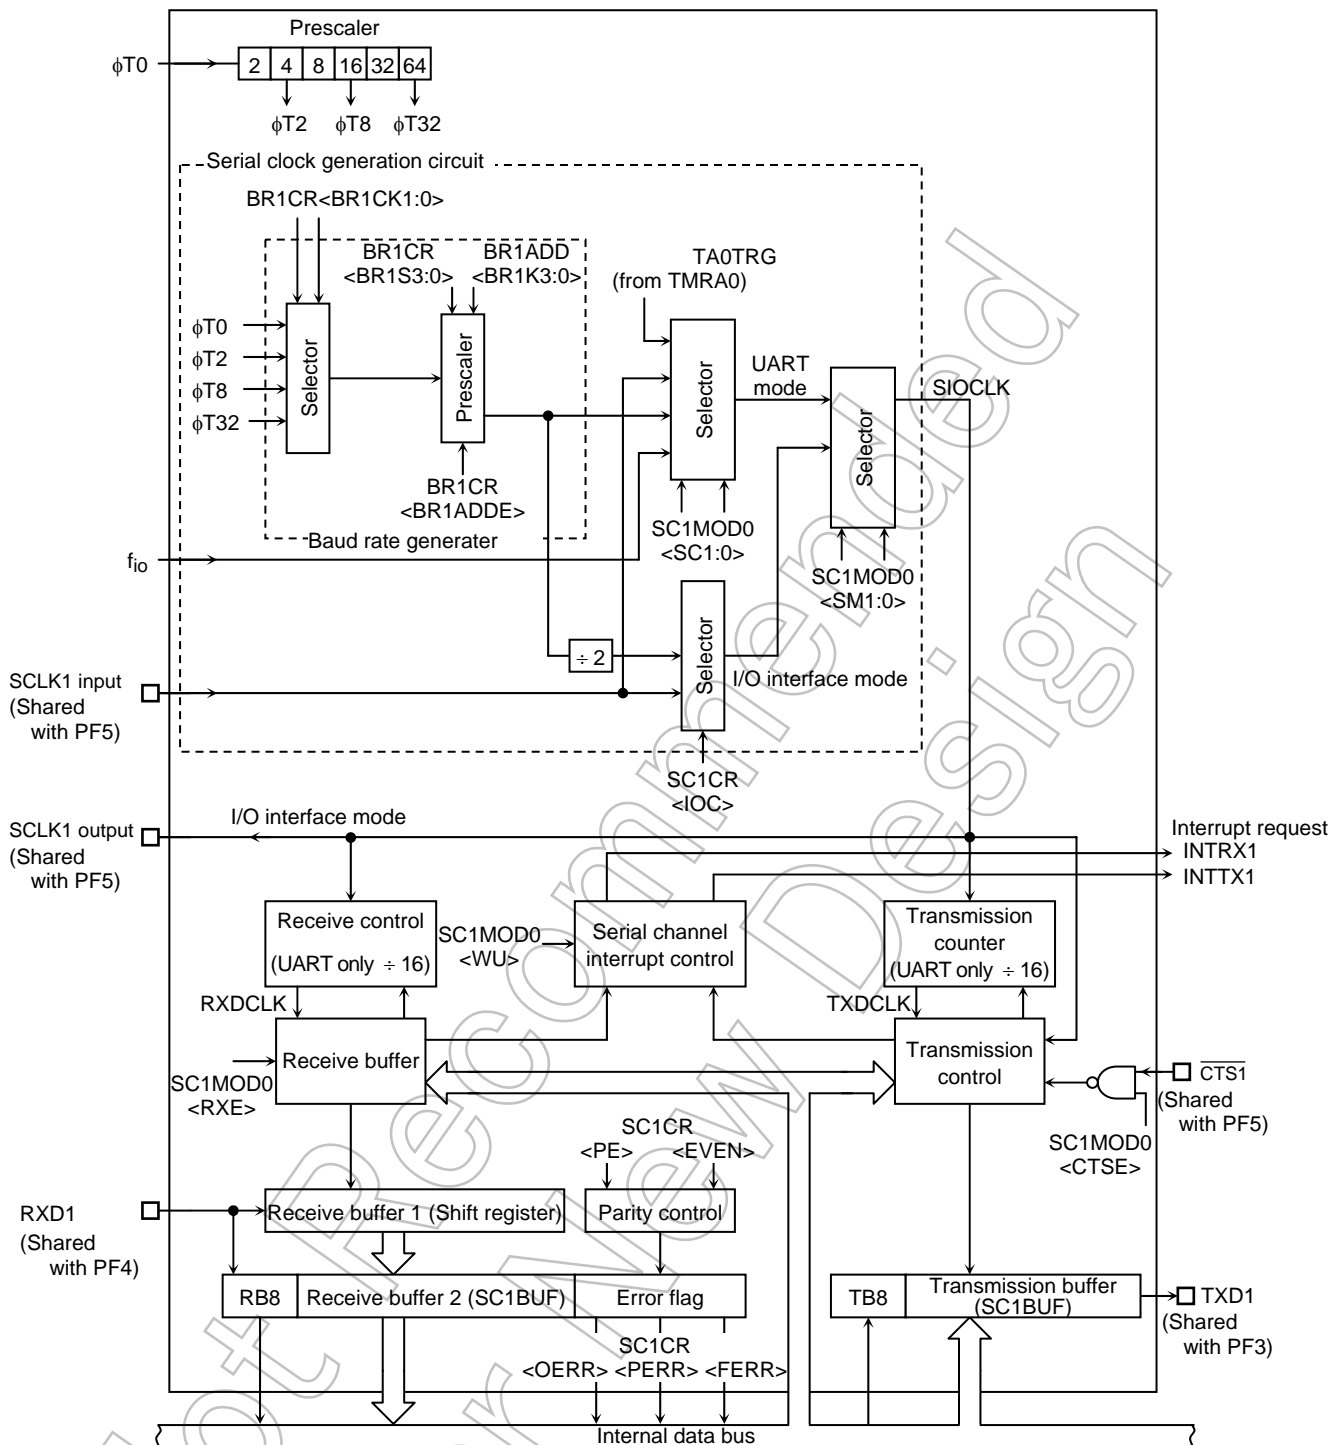 Prescaler
ϕT0
2 4 8 16 32 64
ϕT2 ϕT8 ϕT32
Serial clock generation circuit
BR1CR<BR1CK1:0>
BR1CR
<BR1S3:0>
BR1ADD
<BR1K3:0>
TA0TRG
(from TMRA0)
ϕT0
ϕT2
ϕT8
ϕT32
Selector
Prescaler
Selector
UART
mode
Selector
SIOCLK
BR1CR
<BR1ADDE>
Baud rate generater
SC1MOD0
<SC1:0>
fio
SC1MOD0
<SM1:0>
÷ 2
Selector
I/O interface mode
SCLK1 input
(Shared
with PF5)
SC1CR
<IOC>
SCLK1 output
(Shared
with PF5)
I/O interface mode
Interrupt request
INTRX1
INTTX1
Receive control
(UART only ÷ 16)
SC1MOD0
<WU>
Serial channel
interrupt control
Transmission
counter
(UART only ÷ 16)
RXDCLK
TXDCLK
Receive buffer
SC1MOD0
<RXE>
Transmission
control
CTS1
(Shared
with PF5)
SC1MOD0
<CTSE>
SC1CR
<PE> <EVEN>
RXD1
(Shared
with PF4)
Receive buffer 1 (Shift register)
Parity control
RB8
Receive buffer 2 (SC1BUF)
Error flag
TB8
Transmission buffer
(SC1BUF)
TXD1
(Shared
with PF3)
SC1CR
<OERR> <PERR> <FERR>
Internal data bus
Not Recommended
for New Design